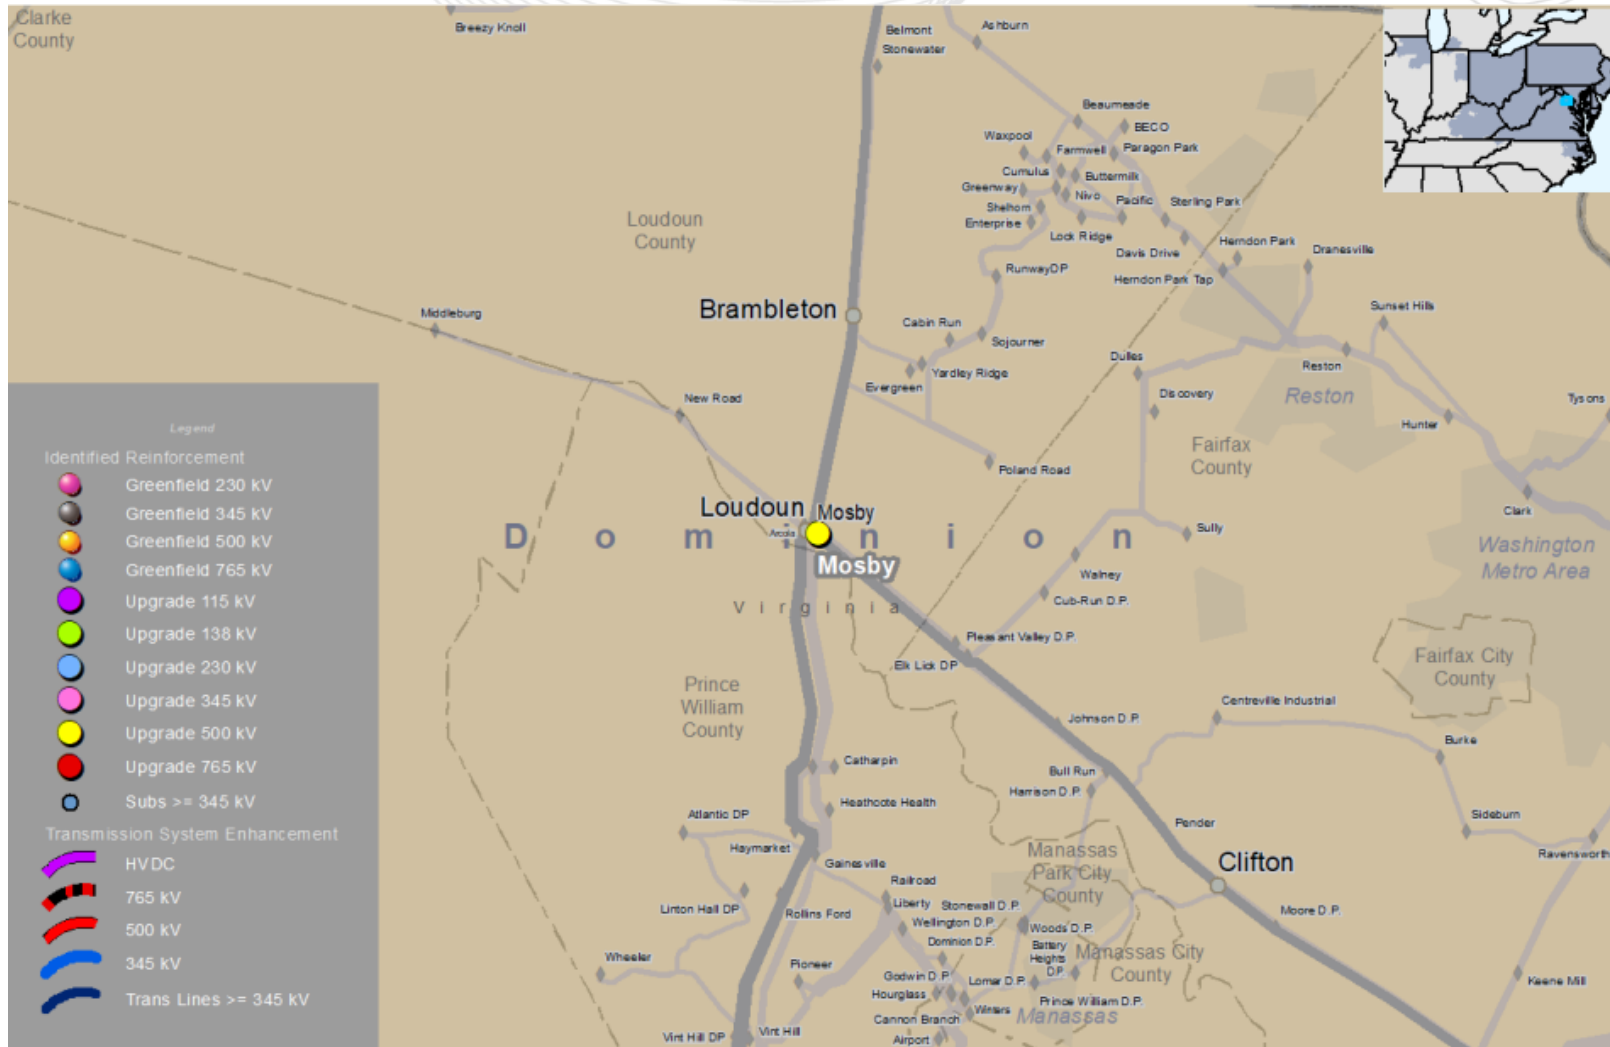 Clarke
County
Breezy Knoll
Belmont
Stonewater
Ashburn
Beaumeade
BECO
Waxpool
Farmwell
Paragon Park
Cumulus
Buttermilk
Greenway
Nivo
Pacific
Sterling Park
Shelhorn
Enterprise
Lock Ridge
Davis Drive
Herndon Park
Dranesville
Herndon Park Tap
RunwayDP
Loudoun
County
Middleburg
Brambleton
Cabin Run
Sojourner
Sunset Hills
Dulles
Reston
Yardley Ridge
Evergreen
Discovery
Reston
Tysons
New Road
Hunter
Fairfax
County
Poland Road
Loudoun
Mosby
Arcola
Clark
Dominion
Sully
Washington
Metro Area
Mosby
Walney
Cub-Run D.P.
Virginia
Pleasant Valley D.P.
Elk Lick DP
Fairfax City
County
Prince
William
County
Centreville Industrial
Johnson D.P.
Burke
Catharpin
Bull Run
Harrison D.P.
Heathcote Health
Atlantic DP
Pender
Sideburn
Haymarket
Gainesville
Ravensworth
Manassas
Park City
County
Clifton
Railroad
Linton Hall DP
Rollins Ford
Liberty
Stonewall D.P.
Moore D.P.
Wellington D.P.
Woods D.P.
Dominion D.P.
Battery
Heights
D.P.
Manassas City
County
Wheeler
Pioneer
Godwin D.P.
Lomar D.P.
Keene Mill
Hourglass
Winters
Prince William D.P.
Cannon Branch
Manassas
Vint Hill DP
Vint Hill
Airport
Legend
Identified Reinforcement
Greenfield 230 kV
Greenfield 345 kV
Greenfield 500 kV
Greenfield 765 kV
Upgrade 115 kV
Upgrade 138 kV
Upgrade 230 kV
Upgrade 345 kV
Upgrade 500 kV
Upgrade 765 kV
Subs >= 345 kV
Transmission System Enhancement
HVDC
765 kV
500 kV
345 kV
Trans Lines >= 345 kV